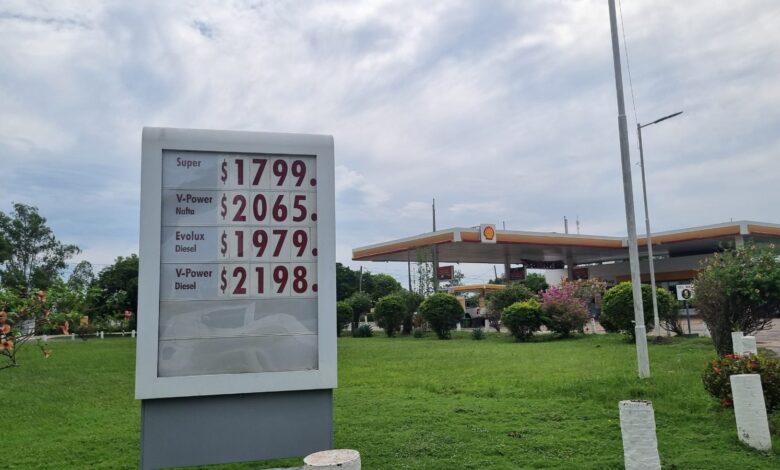 Super $1799.
V-Power
Nafta $2065.
Evolux
Diesel $1979.
V-Power
Diesel $2198.